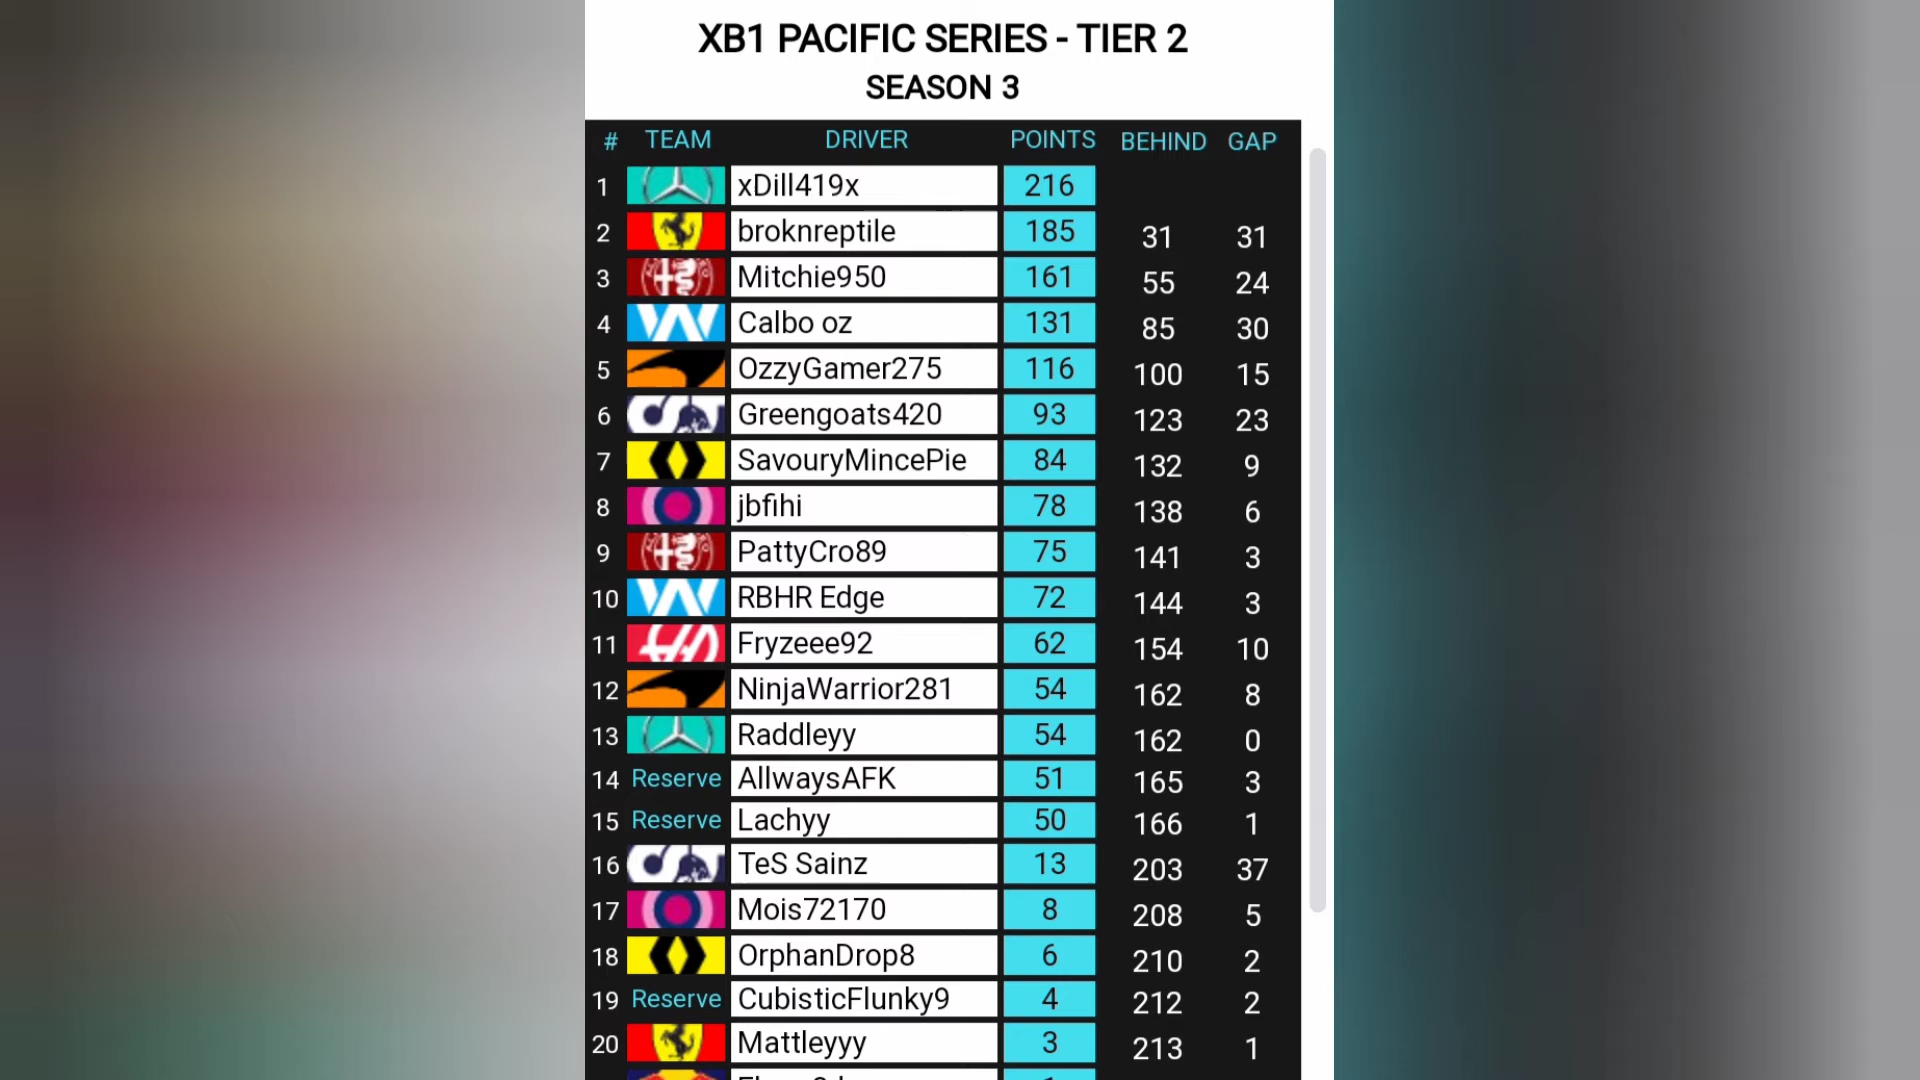 XB1 PACIFIC SERIES - TIER 2
SEASON 3
# TEAM DRIVER POINTS BEHIND GAP
1 xDill419x 216
2 broknreptile 185 31 31
3 Mitchie950 161 55 24
4 Calbo oz 131 85 30
5 OzzyGamer275 116 100 15
6 Greengoats420 93 123 23
7 SavouryMincePie 84 132 9
8 jbfihi 78 138 6
9 PattyCro89 75 141 3
10 RBHR Edge 72 144 3
11 Fryzeee92 62 154 10
12 NinjaWarrior281 54 162 8
13 Raddleyy 54 162 0
14 Reserve AllwaysAFK 51 165 3
15 Reserve Lachyy 50 166 1
16 TeS Sainz 13 203 37
17 Mois72170 8 208 5
18 OrphanDrop8 6 210 2
19 Reserve CubisticFlunky9 4 212 2
20 Mattleyyy 3 213 1